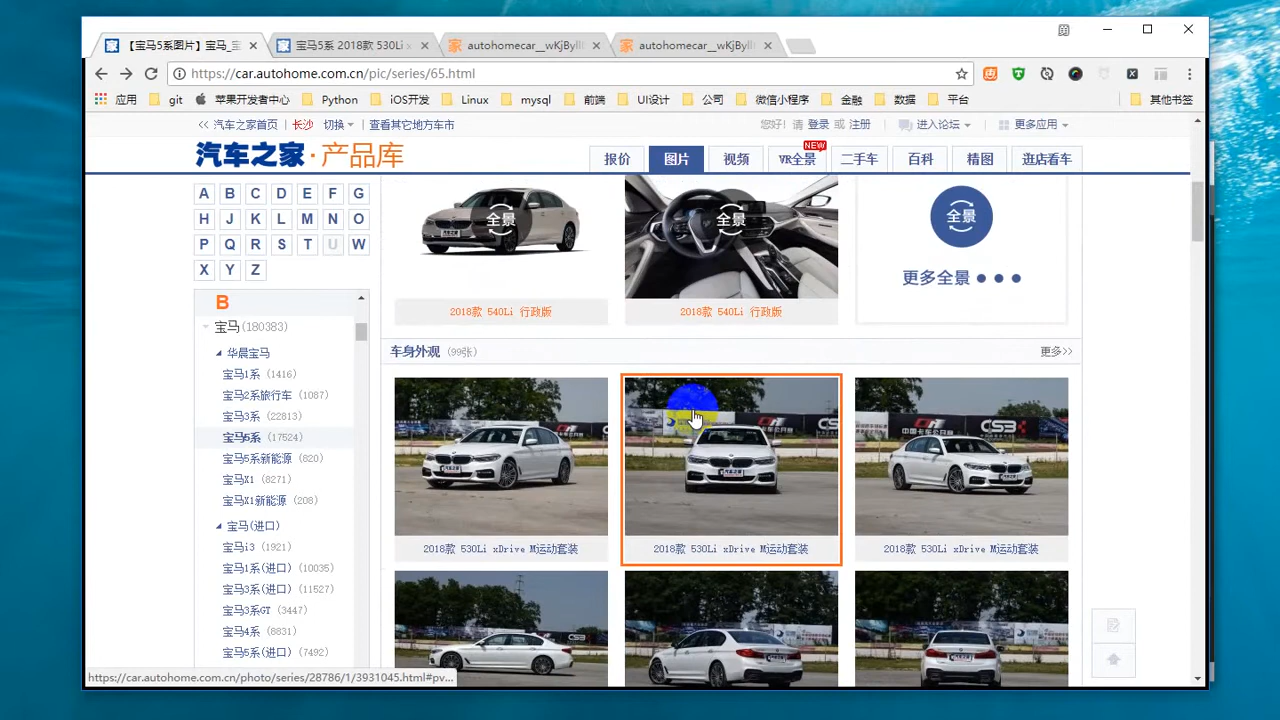 【宝马5系图片】宝马_宝
宝马5系 2018款 530Li x
autohomecar__wKjByll
autohomecar__wKjByl
https://car.autohome.com.cn/pic/series/65.html
应用 git 苹果开发者中心 Python iOS开发 Linux mysql 前端 UI设计 公司 微信小程序 金融 数据 平台 其他书签
<< 汽车之家首页 长沙 切换 查看其它地方车市 您好! 请 登录 或 注册 进入论坛 更多应用
汽车之家·产品库
报价 图片 视频 VR全景 NEW 二手车 百科 精图 逛店看车
A B C D E F G
H J K L M N O
P Q R S T U W
X Y Z
B
宝马(180383)
华晨宝马
宝马1系 (1416)
宝马2系旅行车 (1087)
宝马3系 (22813)
宝马5系 (17524)
宝马5系新能源 (820)
宝马X1 (8271)
宝马X1新能源 (208)
宝马(进口)
宝马i3 (1921)
宝马1系(进口) (10035)
宝马3系(进口) (11527)
宝马3系GT (3447)
宝马4系 (8831)
宝马5系(进口) (7492)
全景
全景
全景
更多全景 ● ● ●
2018款 540Li 行政版
2018款 540Li 行政版
车身外观 (99张)
更多>>
2018款 530Li xDrive M运动套装
2018款 530Li xDrive M运动套装
2018款 530Li xDrive M运动套装
https://car.autohome.com.cn/photo/series/28786/1/3931045.html#pv...